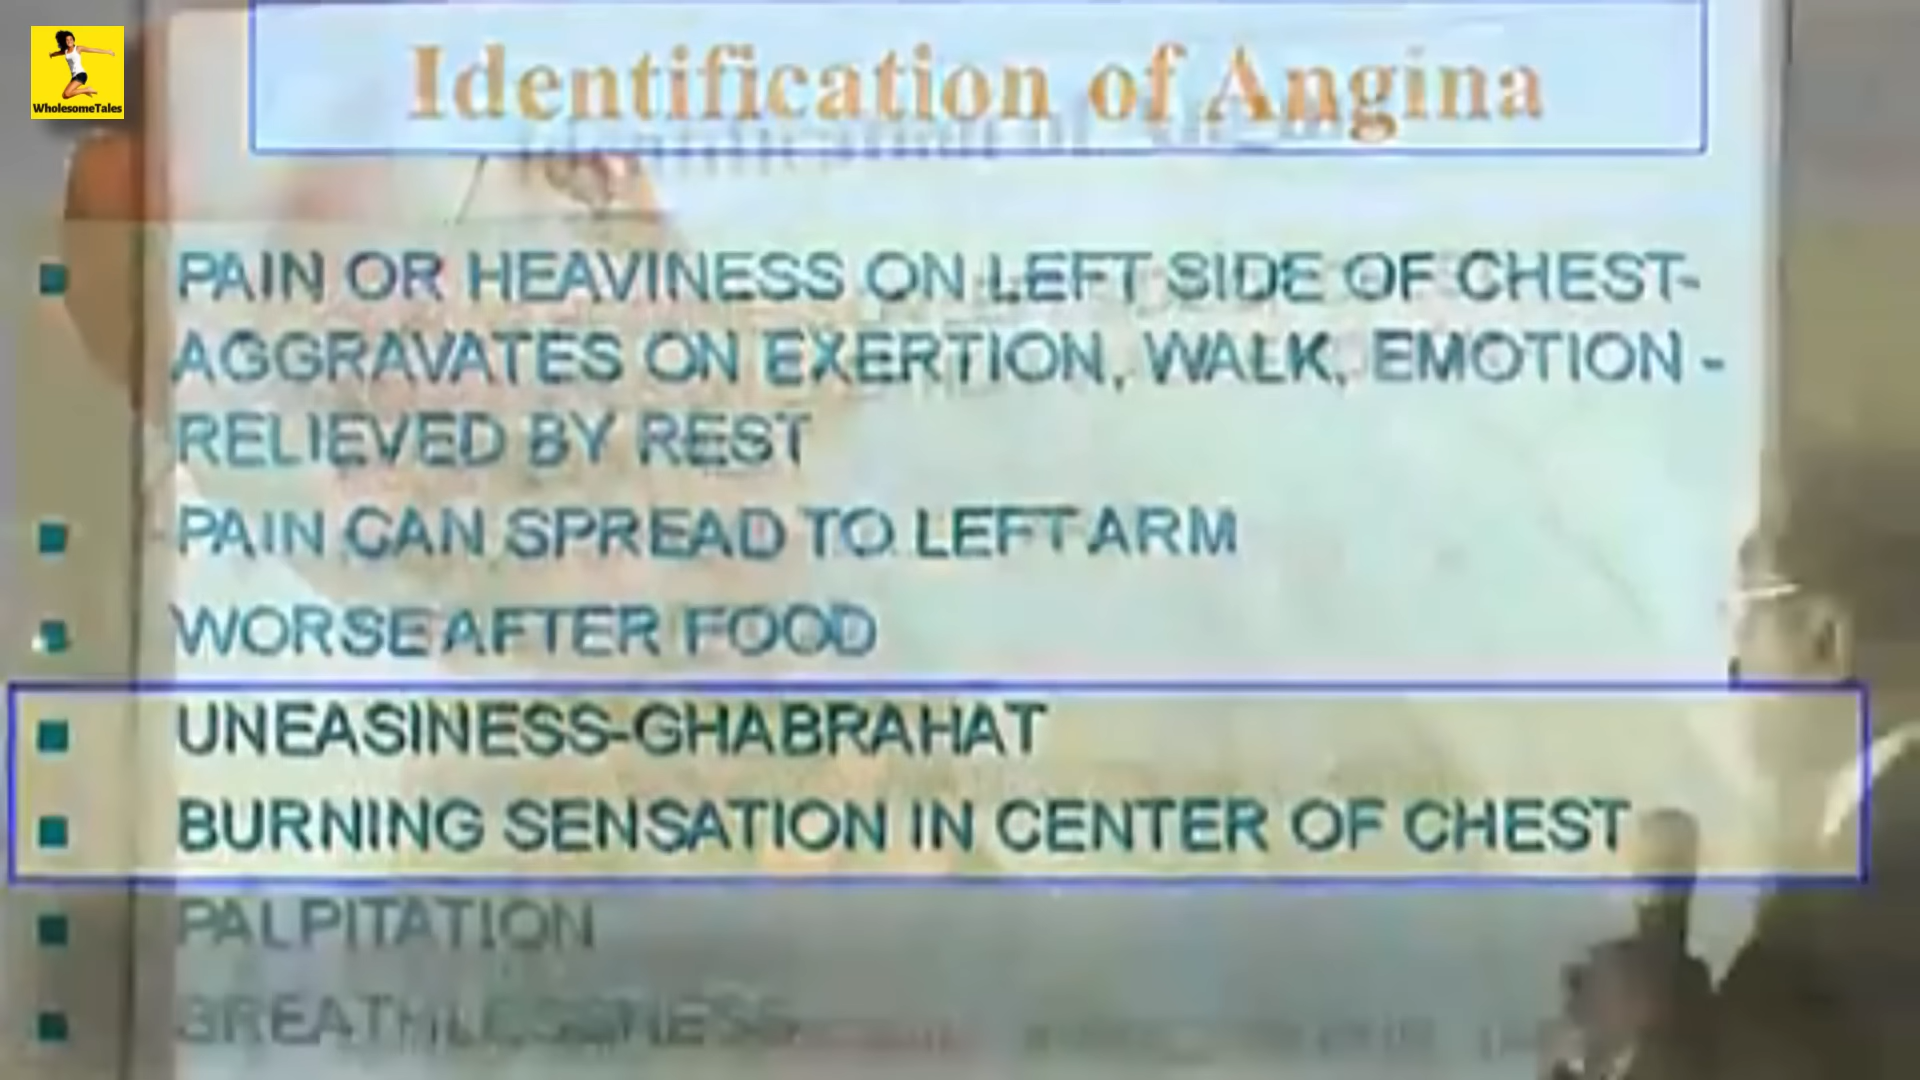 WholesomeTales
Identification of Angina
PAIN OR HEAVINESS ON LEFT SIDE OF CHEST-
AGGRAVATES ON EXERTION, WALK, EMOTION -
RELIEVED BY REST
PAIN CAN SPREAD TO LEFT ARM
WORSE AFTER FOOD
UNEASINESS-GHABRAHAT
BURNING SENSATION IN CENTER OF CHEST
PALPITATION
BREATHLESSNESS